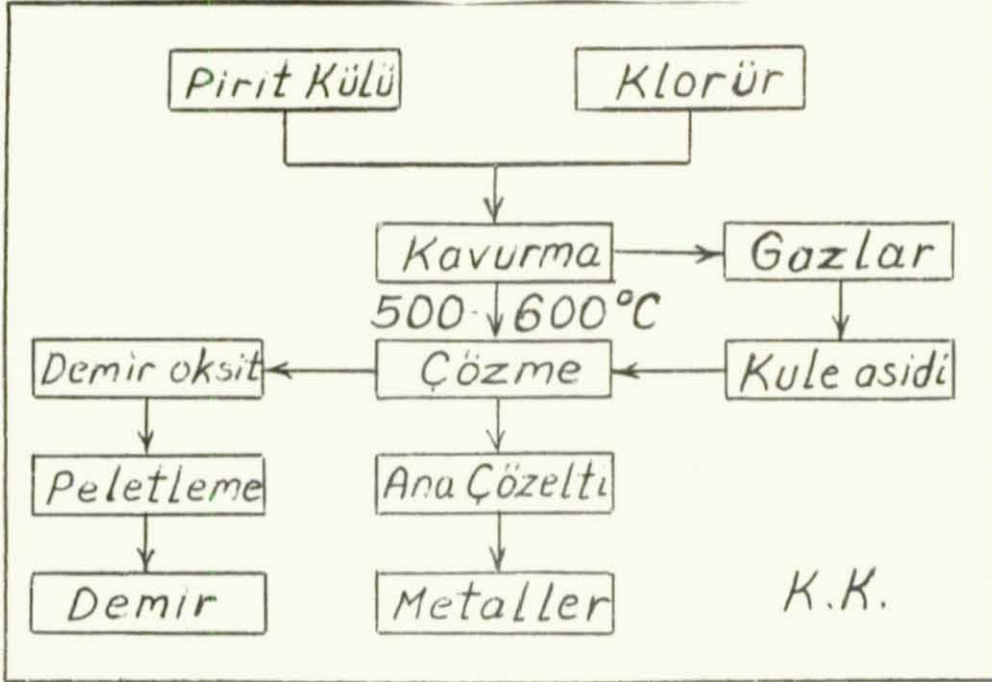 Pirit Külü
Klorür
Kavurma
Gazlar
500-600°C
Demir oksit
Çözme
Kule asidi
Peletleme
Ana Çözelti
Demir
Metaller
K.K.